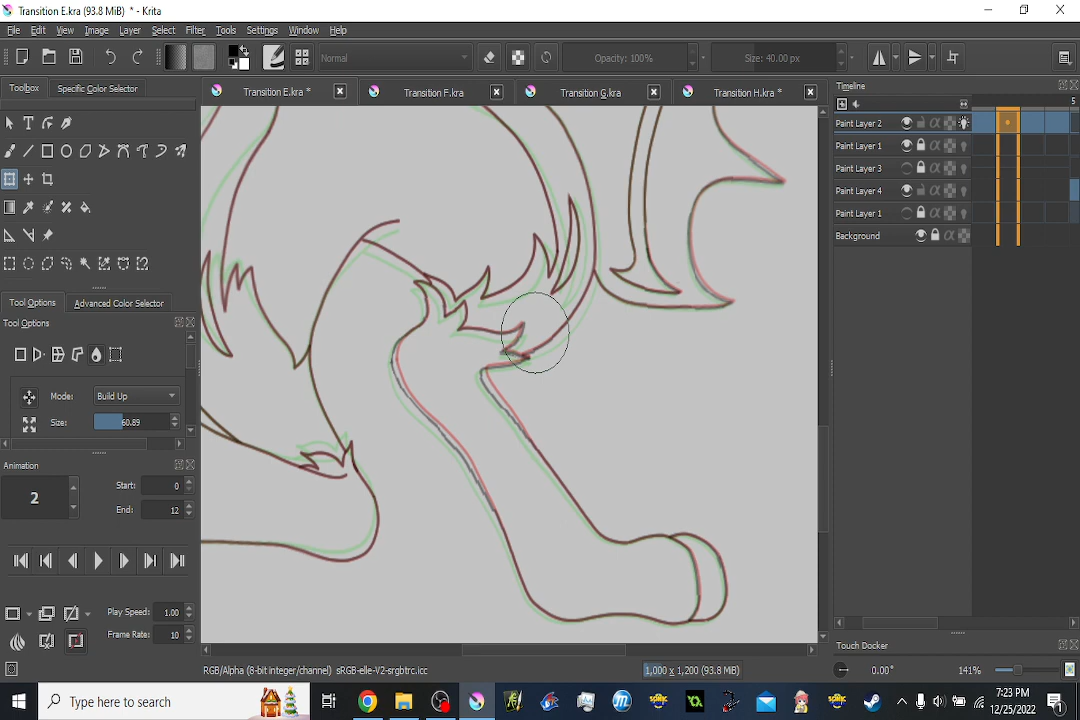 Transition E.kra (93.8 MiB) * - Krita
File Edit View Image Layer Select Filter Tools Settings Window Help
Normal Opacity: 100% Size: 40.00 px
Toolbox Specific Color Selector
Transition E.kra * Transition F.kra Transition G.kra Transition H.kra *
Timeline
5
Paint Layer 2
Paint Layer 1
Paint Layer 3
Paint Layer 4
Paint Layer 1
Background
Tool Options Advanced Color Selector
Tool Options
Mode: Build Up
Size: 60.89
Animation
2
Start: 0
End: 12
Play Speed: 1.00
Frame Rate: 10
Touch Docker
RGB/Alpha (8-bit integer/channel) sRGB-elle-V2-srgbtrc.icc 1,000 x 1,200 (93.8 MiB) 0.00° 141%
Type here to search
7:23 PM
12/25/2022